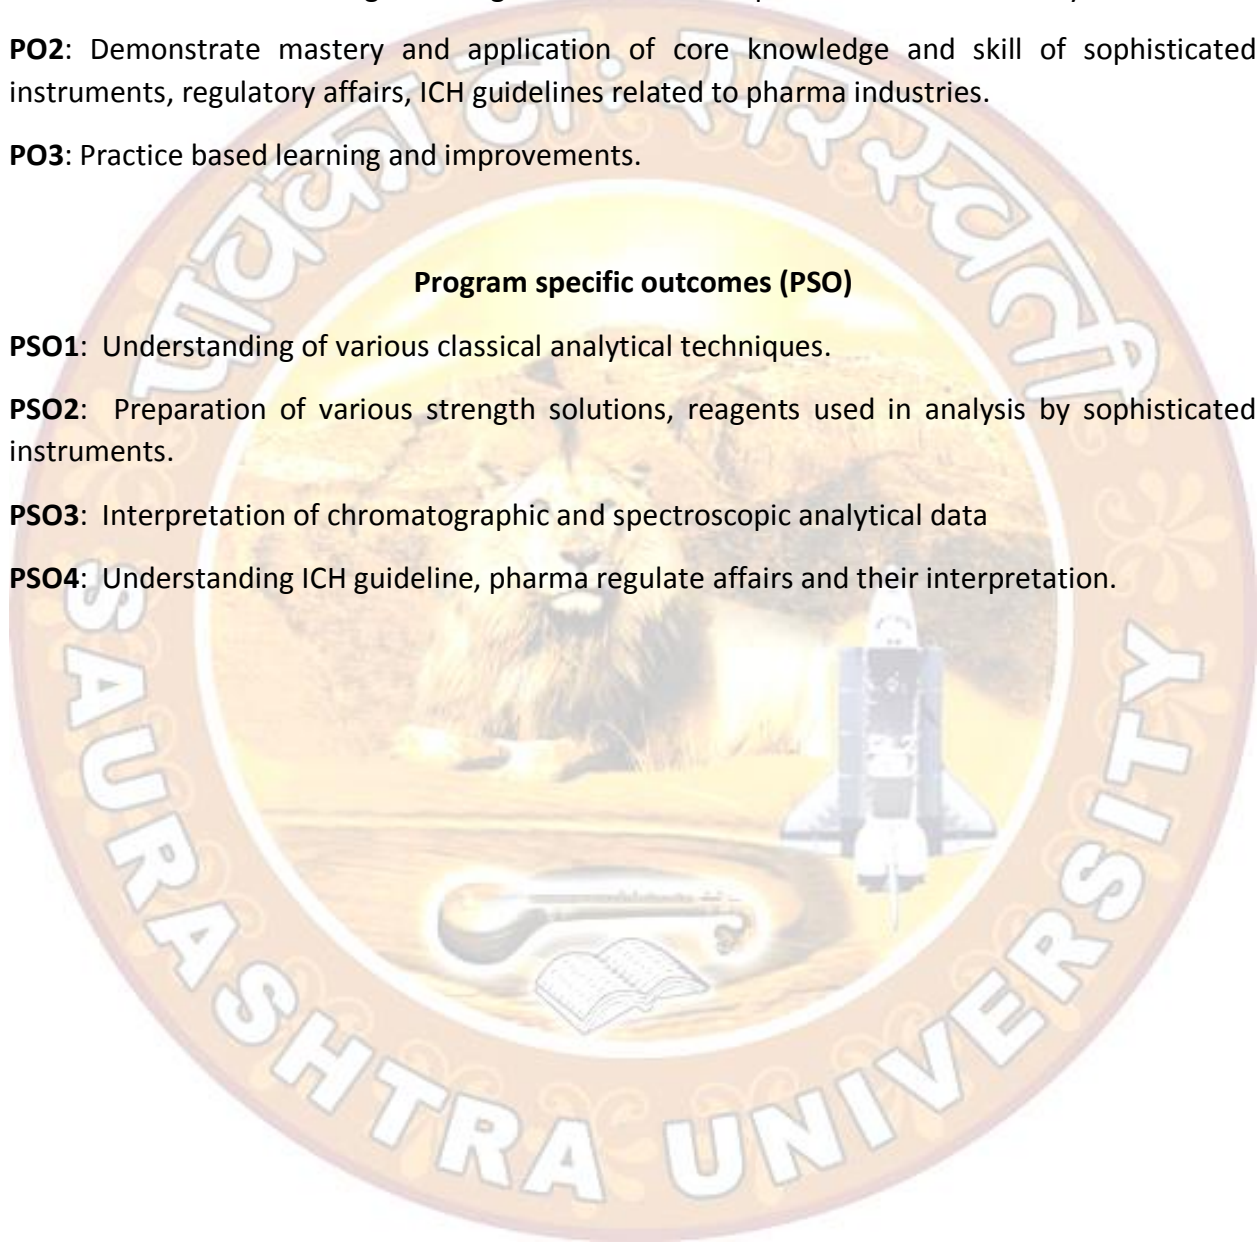 PO2: Demonstrate mastery and application of core knowledge and skill of sophisticated
instruments, regulatory affairs, ICH guidelines related to pharma industries.
PO3: Practice based learning and improvements.
Program specific outcomes (PSO)
PSO1: Understanding of various classical analytical techniques.
PSO2: Preparation of various strength solutions, reagents used in analysis by sophisticated
instruments.
PSO3: Interpretation of chromatographic and spectroscopic analytical data
PSO4: Understanding ICH guideline, pharma regulate affairs and their interpretation.
पावका नः सरस्वती
SAURASHTRA UNIVERSITY